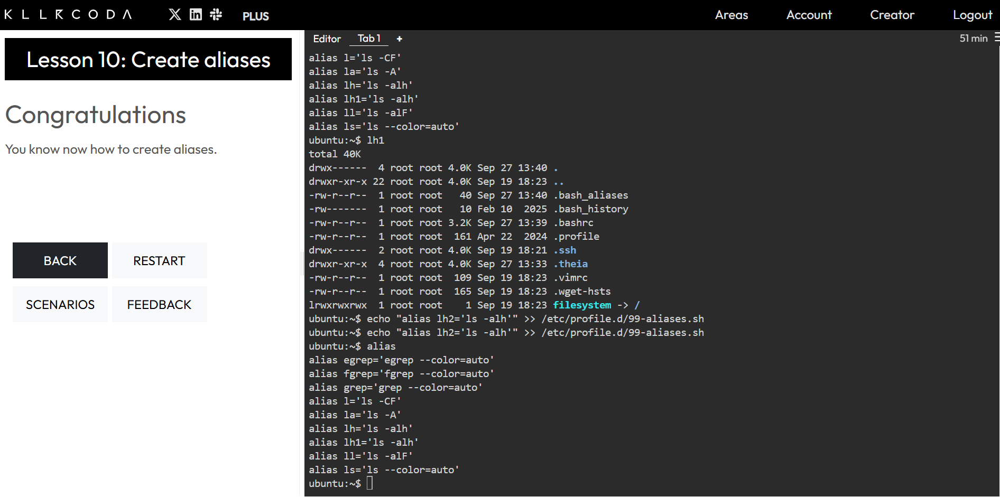 KLLRCODA
PLUS
Areas
Account
Creator
Logout
Lesson 10: Create aliases
Congratulations
You know now how to create aliases.
BACK
RESTART
SCENARIOS
FEEDBACK
Editor
Tab 1
+
51 min
alias l='ls -CF'
alias la='ls -A'
alias lh='ls -alh'
alias lh1='ls -alh'
alias ll='ls -alF'
alias ls='ls --color=auto'
ubuntu:~$ lh1
total 40K
drwx------  4 root root 4.0K Sep 27 13:40 .
drwxr-xr-x 22 root root 4.0K Sep 19 18:23 ..
-rw-r--r--  1 root root   40 Sep 27 13:40 .bash_aliases
-rw-------  1 root root   10 Feb 10  2025 .bash_history
-rw-r--r--  1 root root 3.2K Sep 27 13:39 .bashrc
-rw-r--r--  1 root root  161 Apr 22  2024 .profile
drwx------  2 root root 4.0K Sep 19 18:21 .ssh
drwxr-xr-x  4 root root 4.0K Sep 27 13:33 .theia
-rw-r--r--  1 root root  109 Sep 19 18:23 .vimrc
-rw-r--r--  1 root root  165 Sep 19 18:23 .wget-hsts
lrwxrwxrwx  1 root root    1 Sep 19 18:23 filesystem -> /
ubuntu:~$ echo "alias lh2='ls -alh'" >> /etc/profile.d/99-aliases.sh
ubuntu:~$ echo "alias lh2='ls -alh'" >> /etc/profile.d/99-aliases.sh
ubuntu:~$ alias
alias egrep='egrep --color=auto'
alias fgrep='fgrep --color=auto'
alias grep='grep --color=auto'
alias l='ls -CF'
alias la='ls -A'
alias lh='ls -alh'
alias lh1='ls -alh'
alias ll='ls -alF'
alias ls='ls --color=auto'
ubuntu:~$